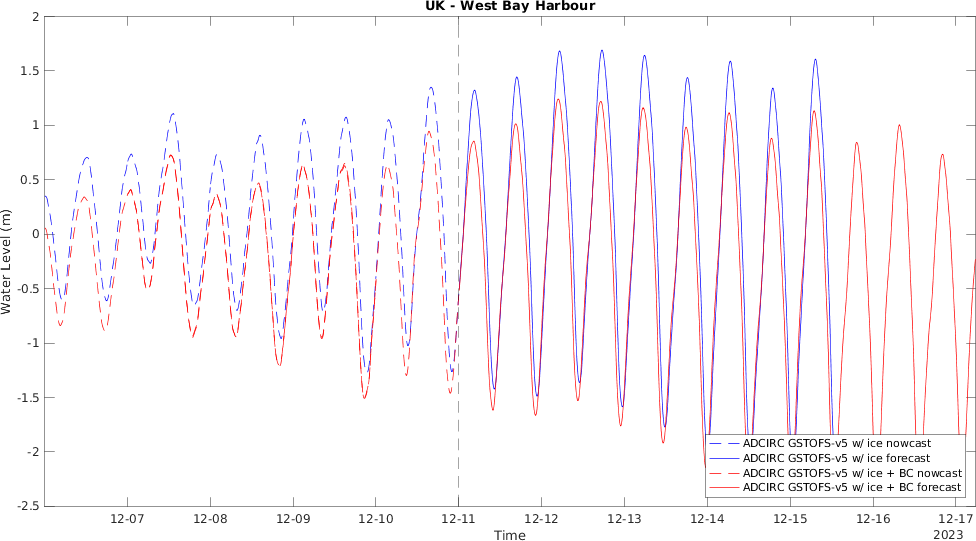 UK - West Bay Harbour
2
1.5
1
0.5
0
-0.5
-1
-1.5
-2
-2.5
Water Level (m)
ADCIRC GSTOFS-v5 w/ ice nowcast
ADCIRC GSTOFS-v5 w/ ice forecast
ADCIRC GSTOFS-v5 w/ ice + BC nowcast
ADCIRC GSTOFS-v5 w/ ice + BC forecast
12-07 12-08 12-09 12-10 12-11 12-12 12-13 12-14 12-15 12-16 12-17
Time
2023